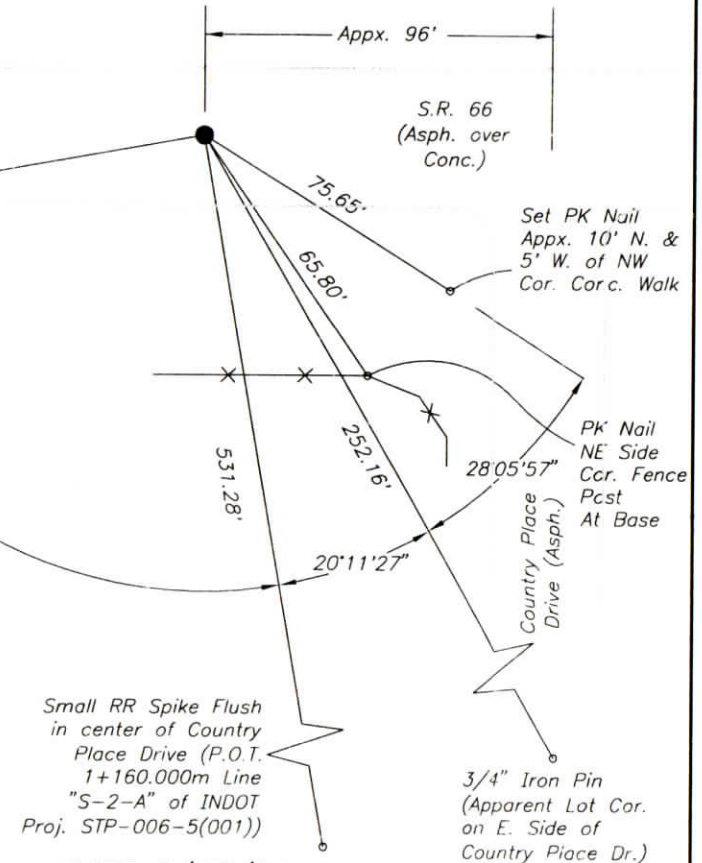 Appx. 96'
S.R. 66
(Asph. over
Conc.)
75.65'
Set PK Nail
Appx. 10' N. &
5' W. of NW
Cor. Conc. Walk
65.80'
252.16'
531.28'
28°05'57"
PK Nail
NE Side
Cor. Fence
Post
At Base
20°11'27"
Country Place
Drive (Asph.)
Small RR Spike Flush
in center of Country
Place Drive (P.O.T.
1+160.000m Line
"S-2-A" of INDOT
Proj. STP-006-5(001))
3/4" Iron Pin
(Apparent Lot Cor.
on E. Side of
Country Place Dr.)